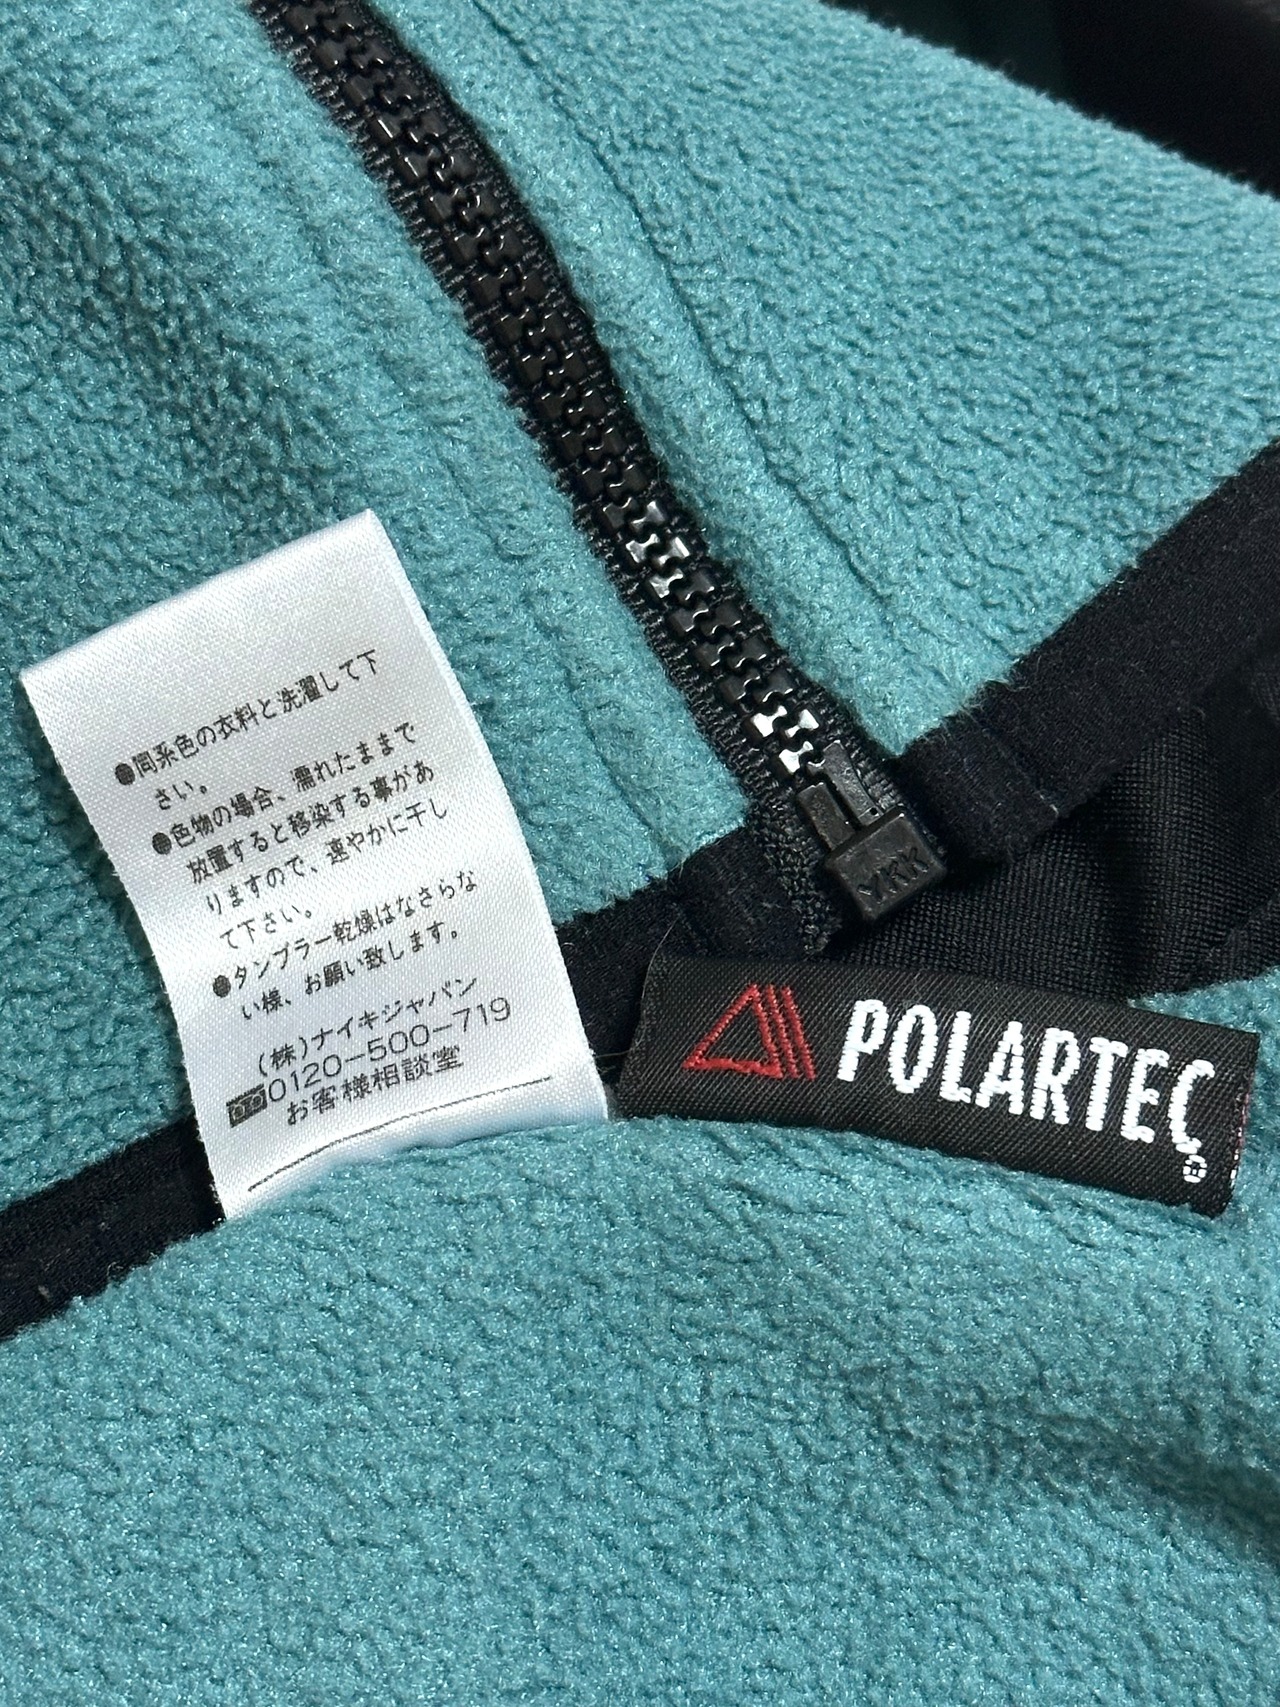 ●同系色の衣料と洗濯して下
さい。
●色物の場合、濡れたままで
放置すると移染する事があ
りますので、速やかに干し
て下さい。
●タンブラー乾燥はなさらな
い様、お願い致します。
(株)ナイキジャパン
0120-500-719
お客様相談室
YKK
POLARTEC
®